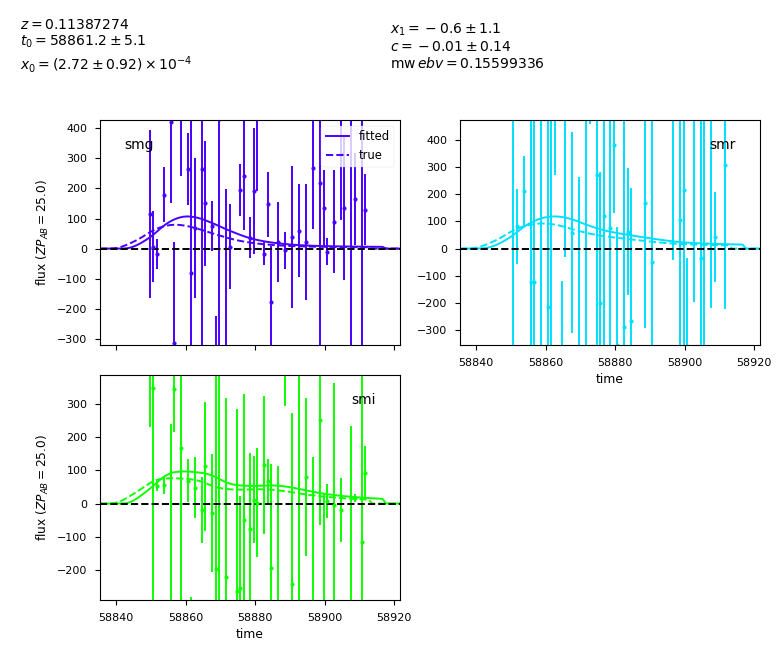 z = 0.11387274
t₀ = 58861.2 ± 5.1
x₀ = (2.72 ± 0.92) × 10⁻⁴
x₁ = − 0.6 ± 1.1
c = − 0.01 ± 0.14
mw ebv = 0.15599336
smg
fitted
true
400
300
200
100
0
−100
−200
−300
flux (ZP_AB = 25.0)
smr
400
300
200
100
0
−100
−200
−300
58840 58860 58880 58900 58920
time
smi
300
200
100
0
−100
−200
flux (ZP_AB = 25.0)
58840 58860 58880 58900 58920
time